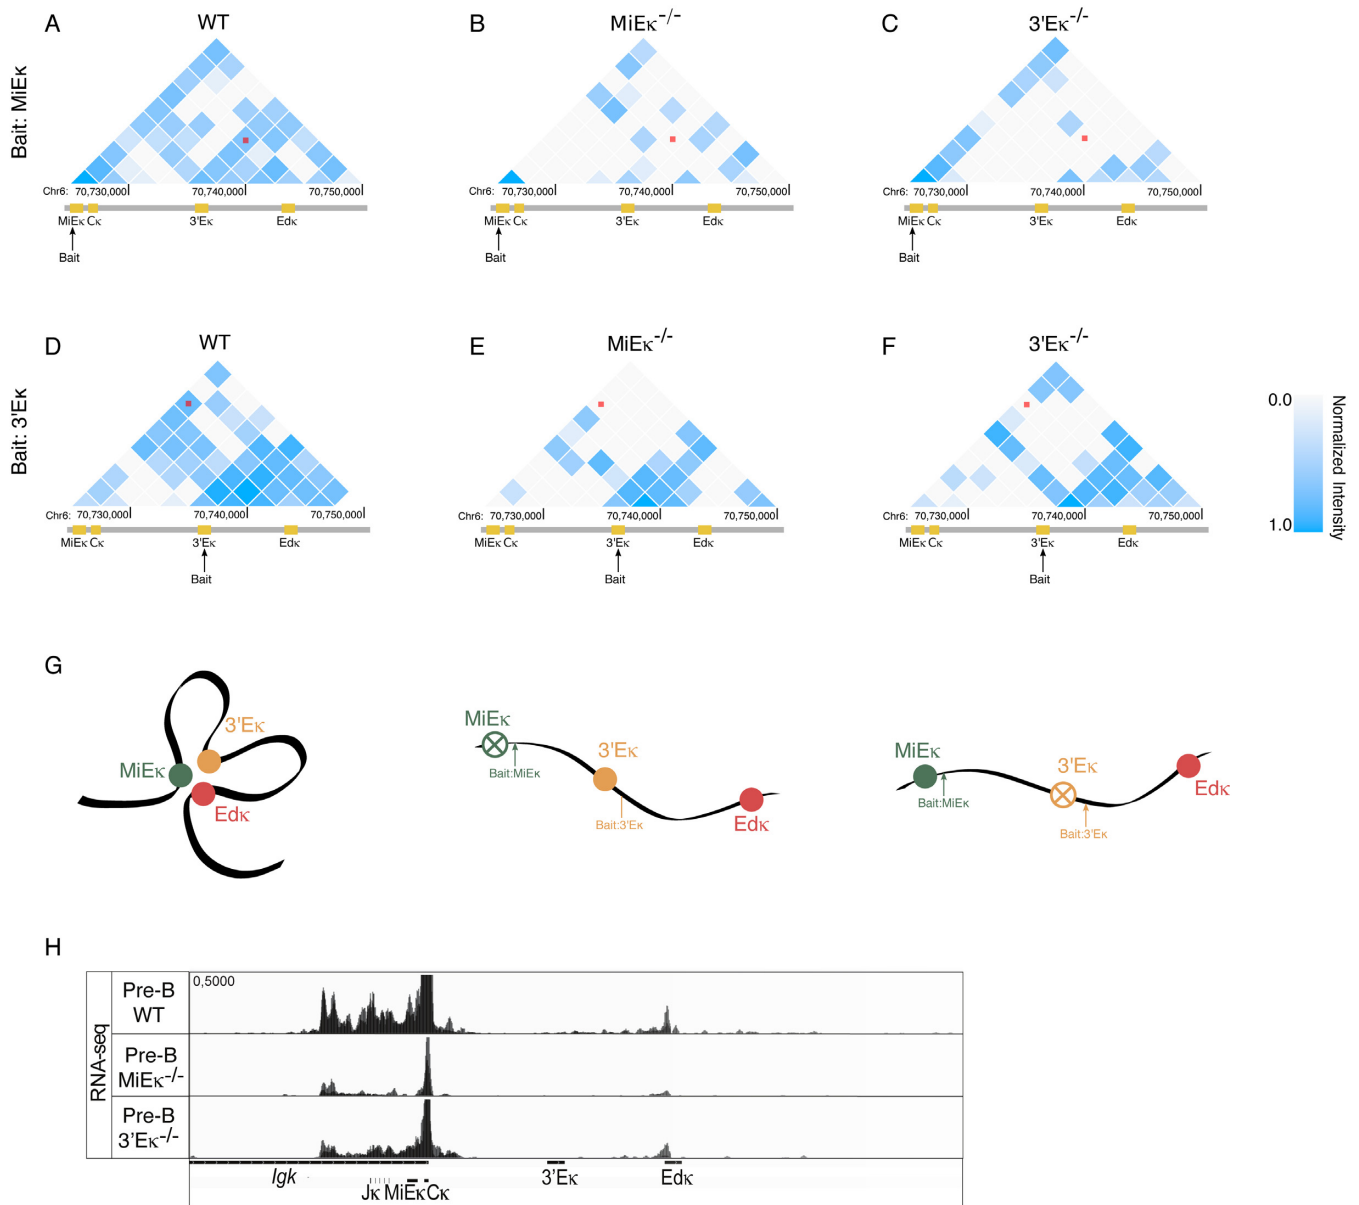 A
WT
B
MiEκ-/-
C
3'Eκ-/-
Bait: MiEκ
Chr6: 70,730,000 70,740,000 70,750,000
MiEκ Cκ 3'Eκ Edκ
Bait
Chr6: 70,730,000 70,740,000 70,750,000
MiEκ Cκ 3'Eκ Edκ
Bait
Chr6: 70,730,000 70,740,000 70,750,000
MiEκ Cκ 3'Eκ Edκ
Bait
D
WT
E
MiEκ-/-
F
3'Eκ-/-
Bait: 3'Eκ
Chr6: 70,730,000 70,740,000 70,750,000
MiEκ Cκ 3'Eκ Edκ
Bait
Chr6: 70,730,000 70,740,000 70,750,000
MiEκ Cκ 3'Eκ Edκ
Bait
Chr6: 70,730,000 70,740,000 70,750,000
MiEκ Cκ 3'Eκ Edκ
Bait
0.0
1.0
Normalized Intensity
G
3'Eκ
MiEκ
Edκ
MiEκ
Bait:MiEκ
3'Eκ
Bait:3'Eκ
Edκ
MiEκ
Bait:MiEκ
3'Eκ
Bait:3'Eκ
Edκ
H
RNA-seq
Pre-B
WT
0,5000
Pre-B
MiEκ-/-
Pre-B
3'Eκ-/-
Igk
Jκ MiEκ Cκ
3'Eκ
Edκ